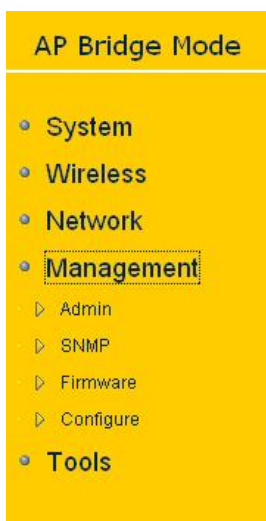 AP Bridge Mode
System
Wireless
Network
Management
Admin
SNMP
Firmware
Configure
Tools